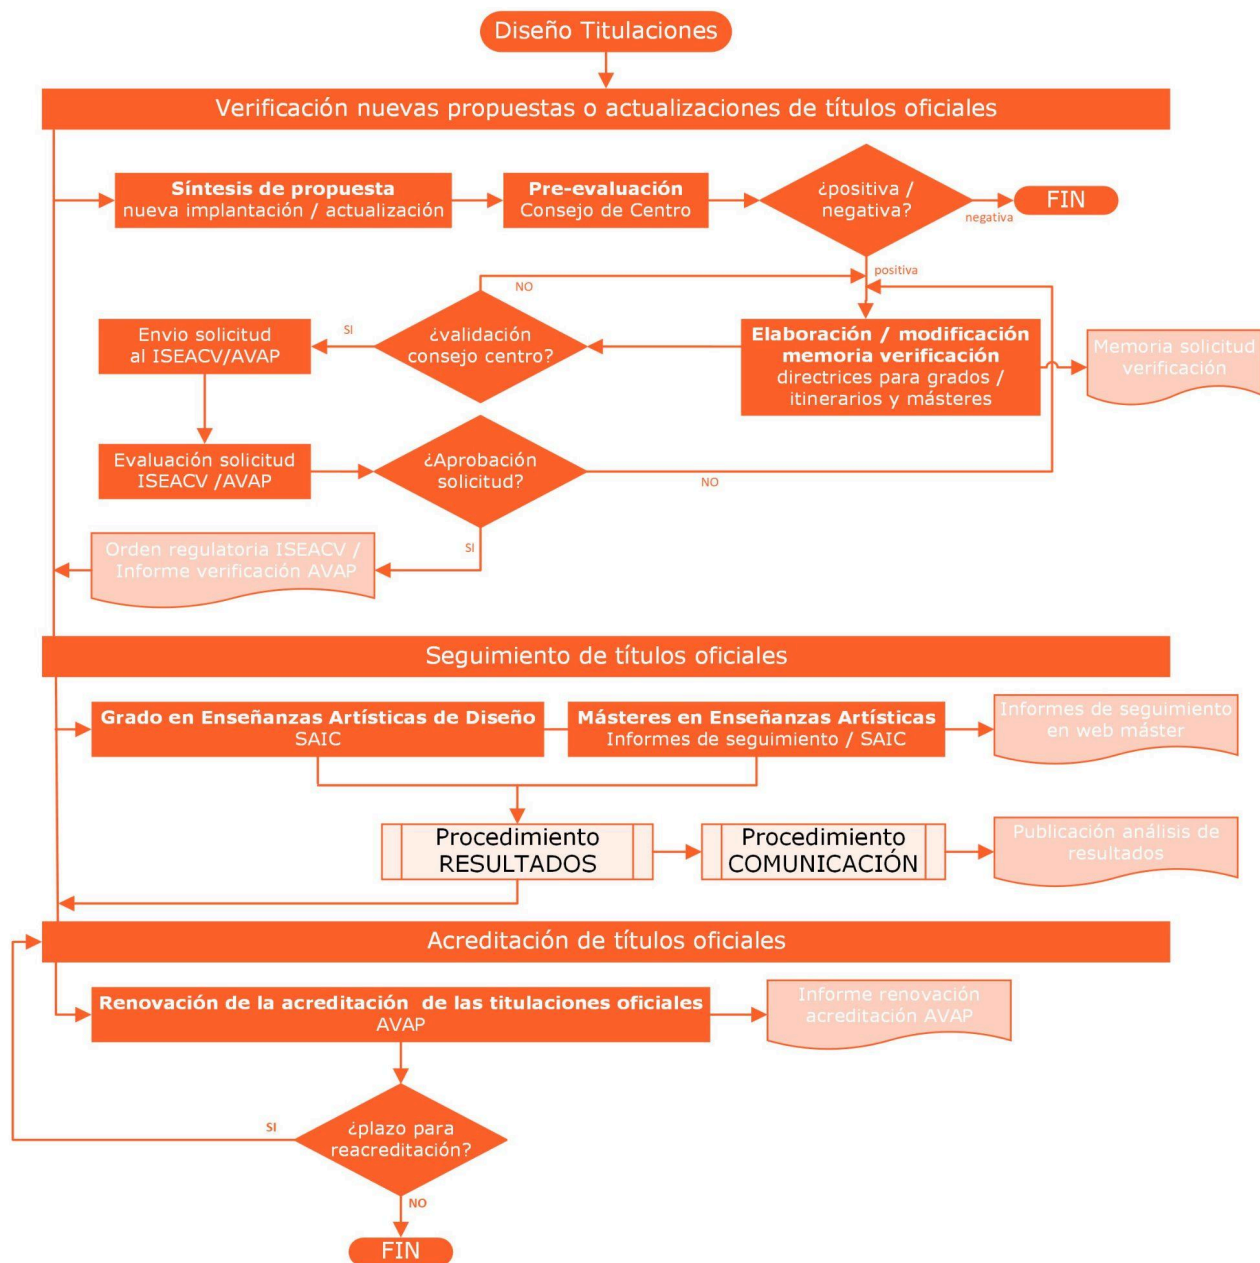 Diseño Titulaciones
Verificación nuevas propuestas o actualizaciones de títulos oficiales
Síntesis de propuesta
nueva implantación / actualización
Pre-evaluación
Consejo de Centro
¿positiva /
negativa?
negativa
FIN
positiva
NO
¿validación
consejo centro?
SI
Envio solicitud
al ISEACV/AVAP
Elaboración / modificación
memoria verificación
directrices para grados /
itinerarios y másteres
Memoria solicitud
verificación
Evaluación solicitud
ISEACV /AVAP
¿Aprobación
solicitud?
NO
SI
Orden regulatoria ISEACV /
Informe verificación AVAP
Seguimiento de títulos oficiales
Grado en Enseñanzas Artísticas de Diseño
SAIC
Másteres en Enseñanzas Artísticas
Informes de seguimiento / SAIC
Informes de seguimiento
en web máster
Procedimiento
RESULTADOS
Procedimiento
COMUNICACIÓN
Publicación análisis de
resultados
Acreditación de títulos oficiales
Renovación de la acreditación de las titulaciones oficiales
AVAP
Informe renovación
acreditación AVAP
¿plazo para
reacreditación?
SI
NO
FIN